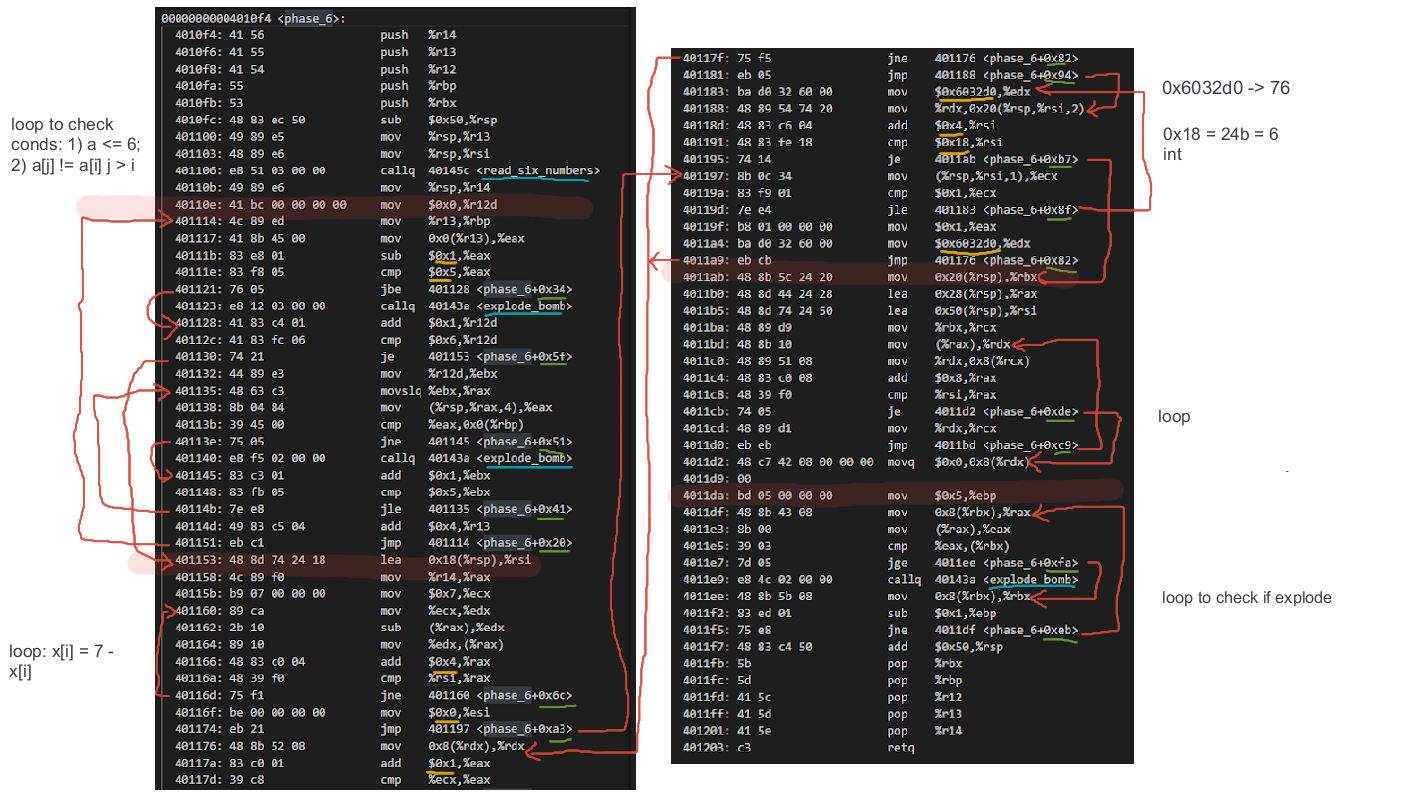 00000000004010f4 <phase_6>:
4010f4: 41 56 push %r14
4010f6: 41 55 push %r13
4010f8: 41 54 push %r12
4010fa: 55 push %rbp
4010fb: 53 push %rbx
4010fc: 48 83 ec 50 sub $0x50,%rsp
401100: 49 89 e5 mov %rsp,%r13
401103: 48 89 e6 mov %rsp,%rsi
401106: e8 51 03 00 00 callq 40145c <read_six_numbers>
40110b: 49 89 e6 mov %rsp,%r14
40110e: 41 bc 00 00 00 00 mov $0x0,%r12d
401114: 4c 89 ed mov %r13,%rbp
401117: 41 8b 45 00 mov 0x0(%r13),%eax
40111b: 83 e8 01 sub $0x1,%eax
40111e: 83 f8 05 cmp $0x5,%eax
401121: 76 05 jbe 401128 <phase_6+0x34>
401123: e8 12 03 00 00 callq 40143a <explode_bomb>
401128: 41 83 c4 01 add $0x1,%r12d
40112c: 41 83 fc 06 cmp $0x6,%r12d
401130: 74 21 je 401153 <phase_6+0x5f>
401132: 44 89 e3 mov %r12d,%ebx
401135: 48 63 c3 movslq %ebx,%rax
401138: 8b 04 84 mov (%rsp,%rax,4),%eax
40113b: 39 45 00 cmp %eax,0x0(%rbp)
40113e: 75 05 jne 401145 <phase_6+0x51>
401140: e8 f5 02 00 00 callq 40143a <explode_bomb>
401145: 83 c3 01 add $0x1,%ebx
401148: 83 fb 05 cmp $0x5,%ebx
40114b: 7e e8 jle 401135 <phase_6+0x41>
40114d: 49 83 c5 04 add $0x4,%r13
401151: eb c1 jmp 401114 <phase_6+0x20>
401153: 48 8d 74 24 18 lea 0x18(%rsp),%rsi
401158: 4c 89 f0 mov %r14,%rax
40115b: b9 07 00 00 00 mov $0x7,%ecx
401160: 89 ca mov %ecx,%edx
401162: 2b 10 sub (%rax),%edx
401164: 89 10 mov %edx,(%rax)
401166: 48 83 c0 04 add $0x4,%rax
40116a: 48 39 f0 cmp %rsi,%rax
40116d: 75 f1 jne 401160 <phase_6+0x6c>
40116f: be 00 00 00 00 mov $0x0,%esi
401174: eb 21 jmp 401197 <phase_6+0xa3>
401176: 48 8b 52 08 mov 0x8(%rdx),%rdx
40117a: 83 c0 01 add $0x1,%eax
40117d: 39 c8 cmp %ecx,%eax
loop to check
conds: 1) a <= 6;
2) a[j] != a[i] j > i
loop: x[i] = 7 -
x[i]
40117f: 75 f5 jne 401176 <phase_6+0x82>
401181: eb 05 jmp 401188 <phase_6+0x94>
401183: ba d0 32 60 00 mov $0x6032d0,%edx
401188: 48 89 54 74 20 mov %rdx,0x20(%rsp,%rsi,2)
40118d: 48 83 c6 04 add $0x4,%rsi
401191: 48 83 fe 18 cmp $0x18,%rsi
401195: 74 14 je 4011ab <phase_6+0xb7>
401197: 8b 0c 34 mov (%rsp,%rsi,1),%ecx
40119a: 83 f9 01 cmp $0x1,%ecx
40119d: 7e e4 jle 401183 <phase_6+0x8f>
40119f: b8 01 00 00 00 mov $0x1,%eax
4011a4: ba d0 32 60 00 mov $0x6032d0,%edx
4011a9: eb cb jmp 401176 <phase_6+0x82>
4011ab: 48 8b 5c 24 20 mov 0x20(%rsp),%rbx
4011b0: 48 8d 44 24 28 lea 0x28(%rsp),%rax
4011b5: 48 8d 74 24 50 lea 0x50(%rsp),%rsi
4011ba: 48 89 d9 mov %rbx,%rcx
4011bd: 48 8b 10 mov (%rax),%rdx
4011c0: 48 89 51 08 mov %rdx,0x8(%rcx)
4011c4: 48 83 c0 08 add $0x8,%rax
4011c8: 48 39 f0 cmp %rsi,%rax
4011cb: 74 05 je 4011d2 <phase_6+0xde>
4011cd: 48 89 d1 mov %rdx,%rcx
4011d0: eb eb jmp 4011bd <phase_6+0xc9>
4011d2: 48 c7 42 08 00 00 00 movq $0x0,0x8(%rdx)
4011d9: 00
4011da: bd 05 00 00 00 mov $0x5,%ebp
4011df: 48 8b 43 08 mov 0x8(%rbx),%rax
4011e3: 8b 00 mov (%rax),%eax
4011e5: 39 03 cmp %eax,(%rbx)
4011e7: 7d 05 jge 4011ee <phase_6+0xfa>
4011e9: e8 4c 02 00 00 callq 40143a <explode_bomb>
4011ee: 48 8b 5b 08 mov 0x8(%rbx),%rbx
4011f2: 83 ed 01 sub $0x1,%ebp
4011f5: 75 e8 jne 4011df <phase_6+0xeb>
4011f7: 48 83 c4 50 add $0x50,%rsp
4011fb: 5b pop %rbx
4011fc: 5d pop %rbp
4011fd: 41 5c pop %r12
4011ff: 41 5d pop %r13
401201: 41 5e pop %r14
401203: c3 retq
0x6032d0 -> 76
0x18 = 24b = 6
int
loop
loop to check if explode